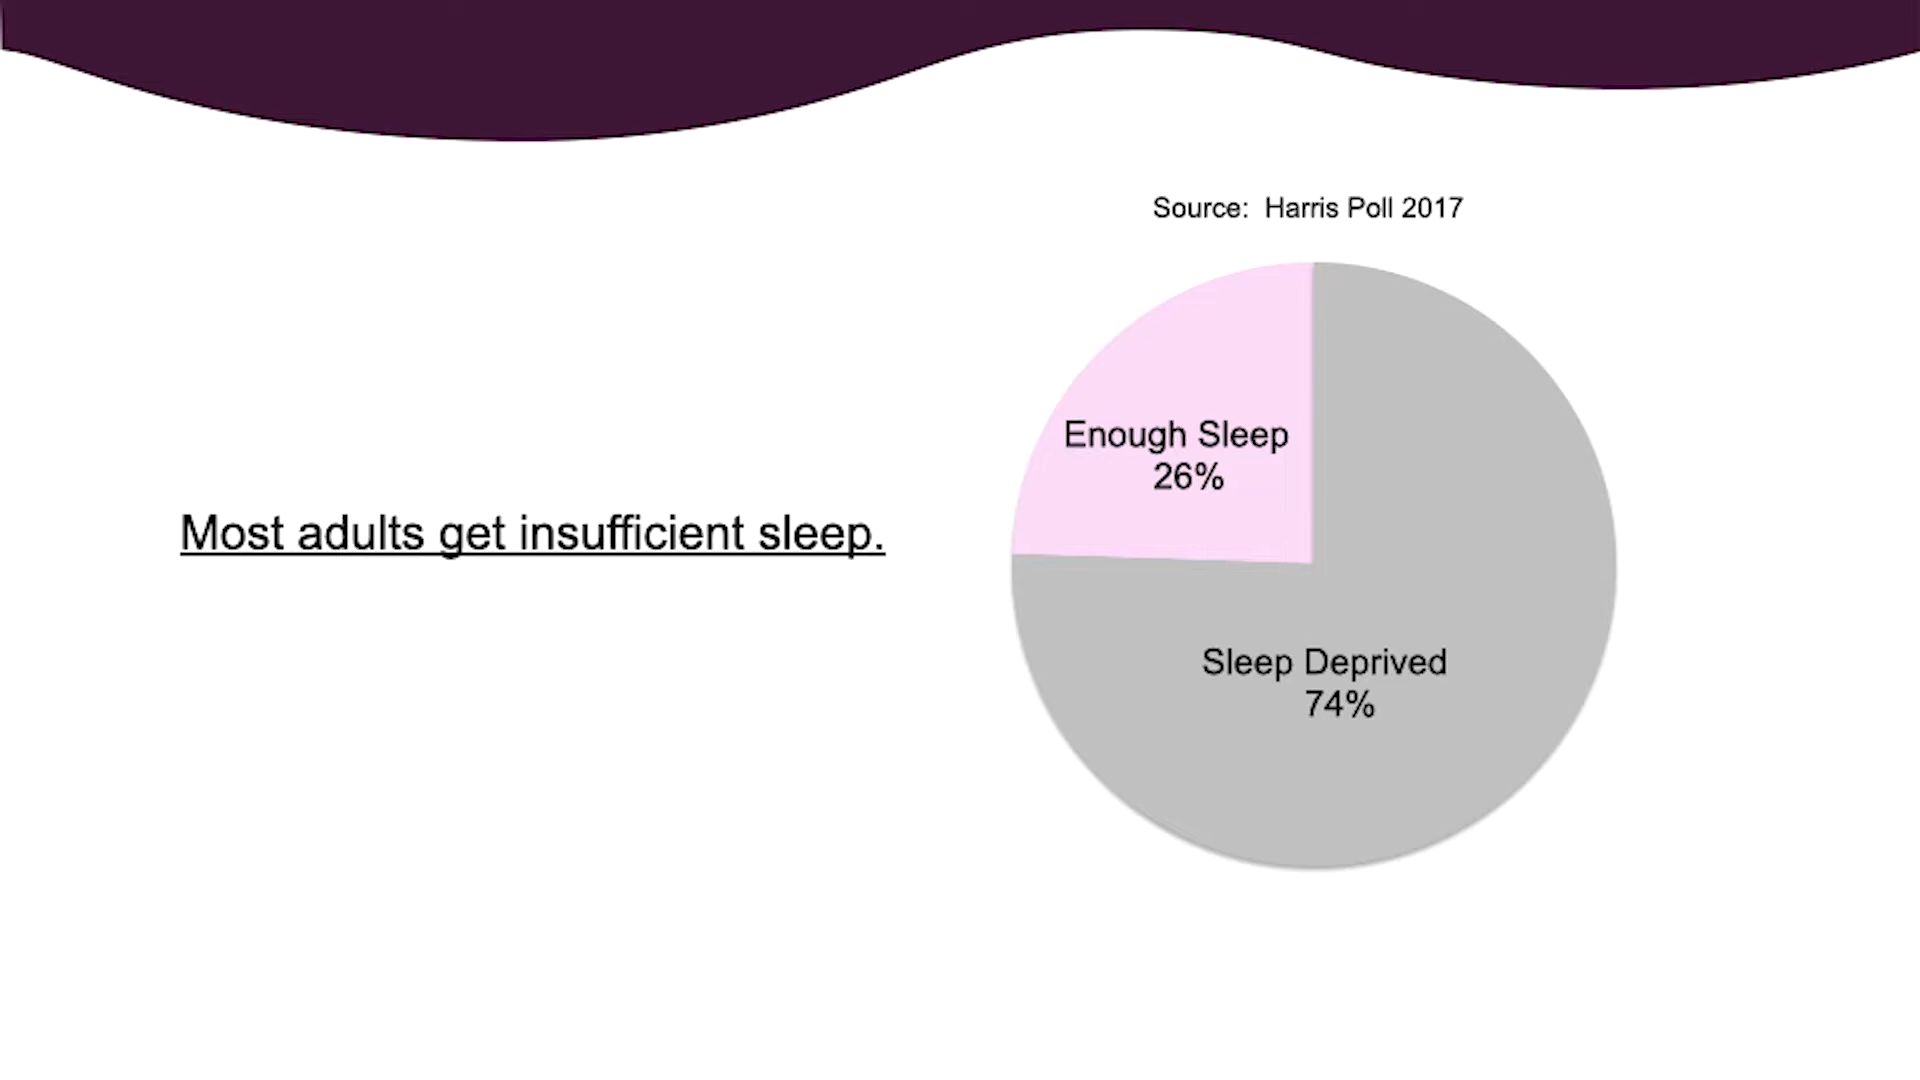 Source:  Harris Poll 2017
Enough Sleep
26%
Most adults get insufficient sleep.
Sleep Deprived
74%